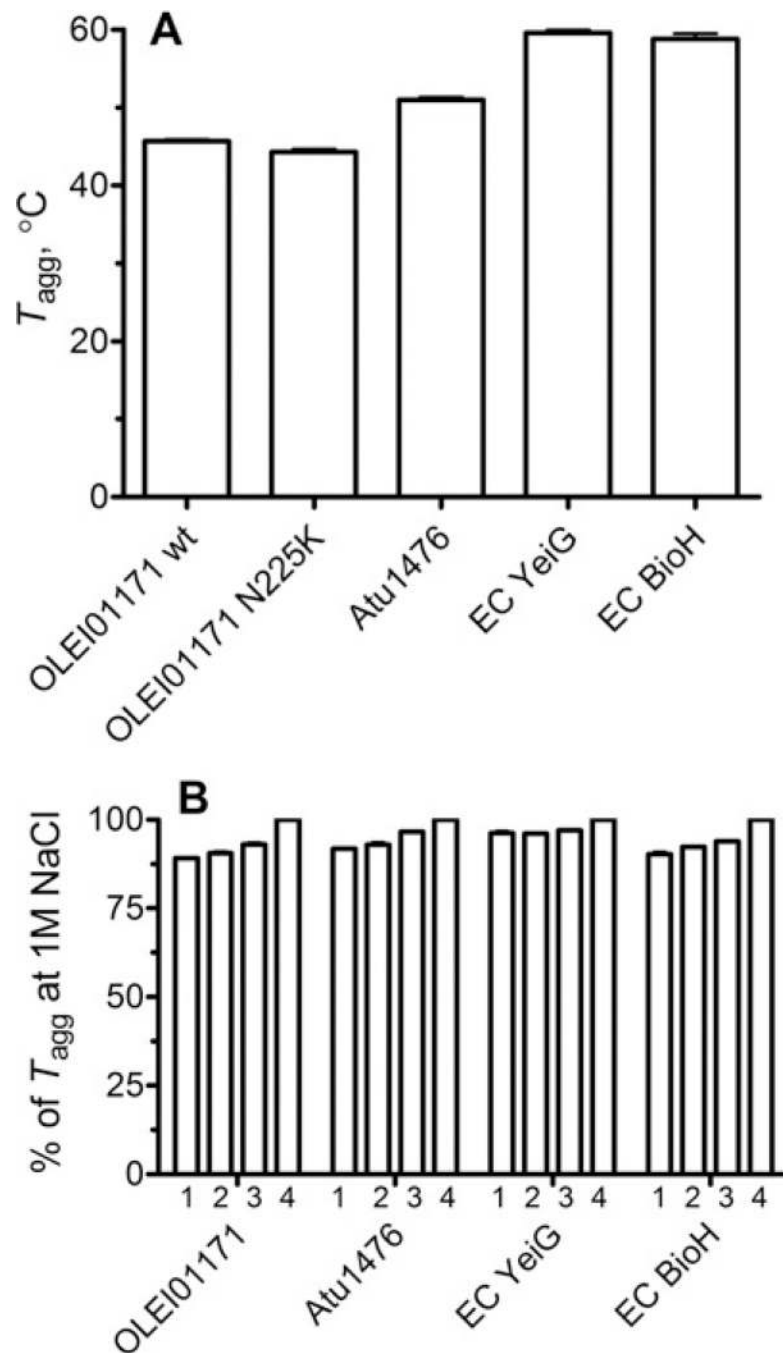 A
60
40
20
0
Tagg, °C
OLEI01171 wt
OLEI01171 N225K
Atu1476
EC YeiG
EC BioH
B
100
75
50
25
0
% of Tagg at 1M NaCl
1 2 3 4 1 2 3 4 1 2 3 4 1 2 3 4
OLEI01171
Atu1476
EC YeiG
EC BioH